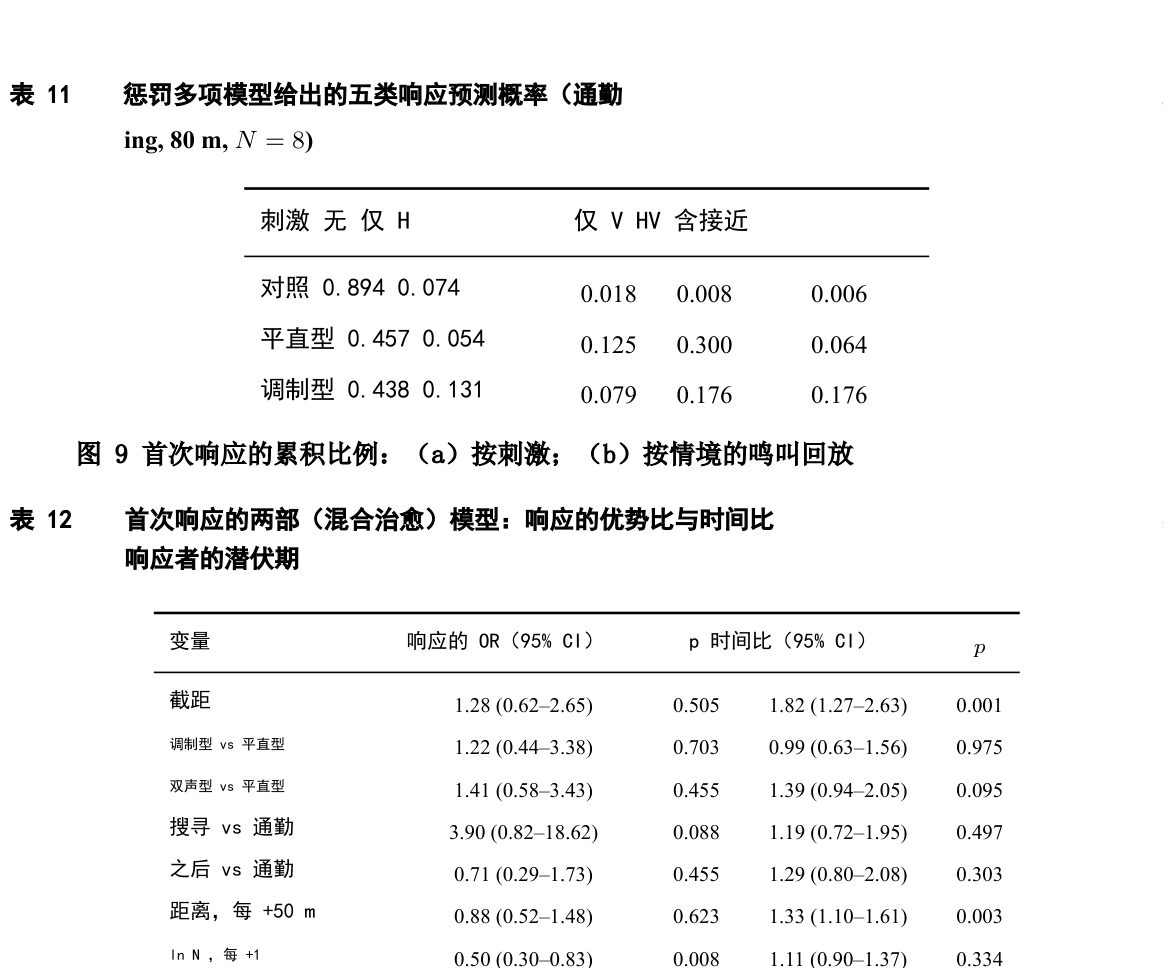 表 11 惩罚多项模型给出的五类响应预测概率（通勤
ing, 80 m, N = 8)
刺激 无 仅 H 仅 V HV 含接近
对照 0.894 0.074 0.018 0.008 0.006
平直型 0.457 0.054 0.125 0.300 0.064
调制型 0.438 0.131 0.079 0.176 0.176
图 9 首次响应的累积比例：（a）按刺激；（b）按情境的鸣叫回放
表 12 首次响应的两部（混合治愈）模型：响应的优势比与时间比
响应者的潜伏期
变量 响应的 OR（95% CI） p 时间比（95% CI） p
截距 1.28 (0.62–2.65) 0.505 1.82 (1.27–2.63) 0.001
调制型 vs 平直型 1.22 (0.44–3.38) 0.703 0.99 (0.63–1.56) 0.975
双声型 vs 平直型 1.41 (0.58–3.43) 0.455 1.39 (0.94–2.05) 0.095
搜寻 vs 通勤 3.90 (0.82–18.62) 0.088 1.19 (0.72–1.95) 0.497
之后 vs 通勤 0.71 (0.29–1.73) 0.455 1.29 (0.80–2.08) 0.303
距离，每 +50 m 0.88 (0.52–1.48) 0.623 1.33 (1.10–1.61) 0.003
ln N ，每 +1 0.50 (0.30–0.83) 0.008 1.11 (0.90–1.37) 0.334